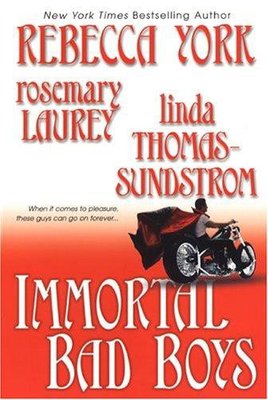 New York Times Bestselling Author
REBECCA YORK
rosemary
LAUREY
linda
THOMAS-
SUNDSTROM
When it comes to pleasure,
these guys can go on forever...
IMMORTAL
BAD BOYS